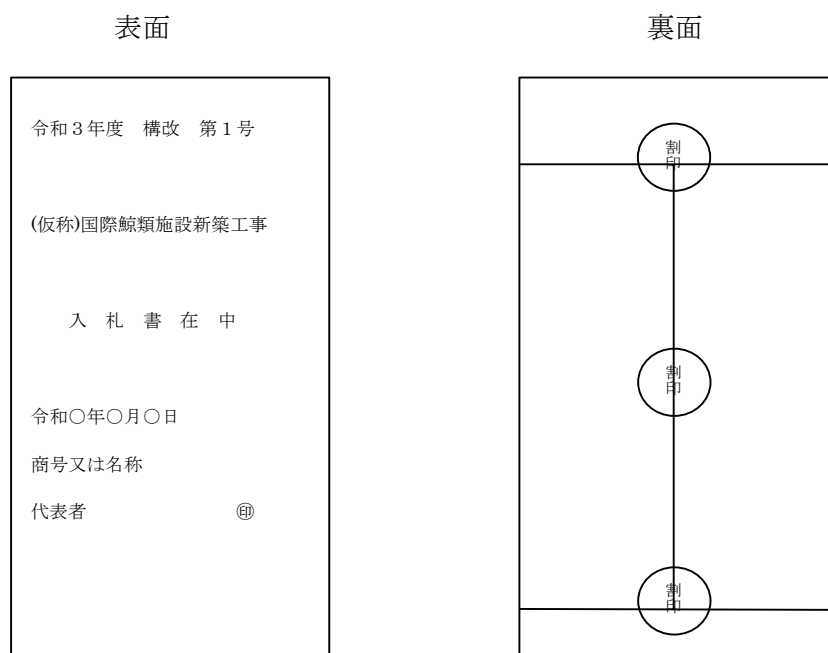 表面
令和３年度　構改　第１号
(仮称)国際鯨類施設新築工事
入　札　書　在　中
令和○年○月○日
商号又は名称
代表者　㊞
裏面
割印
割印
割印